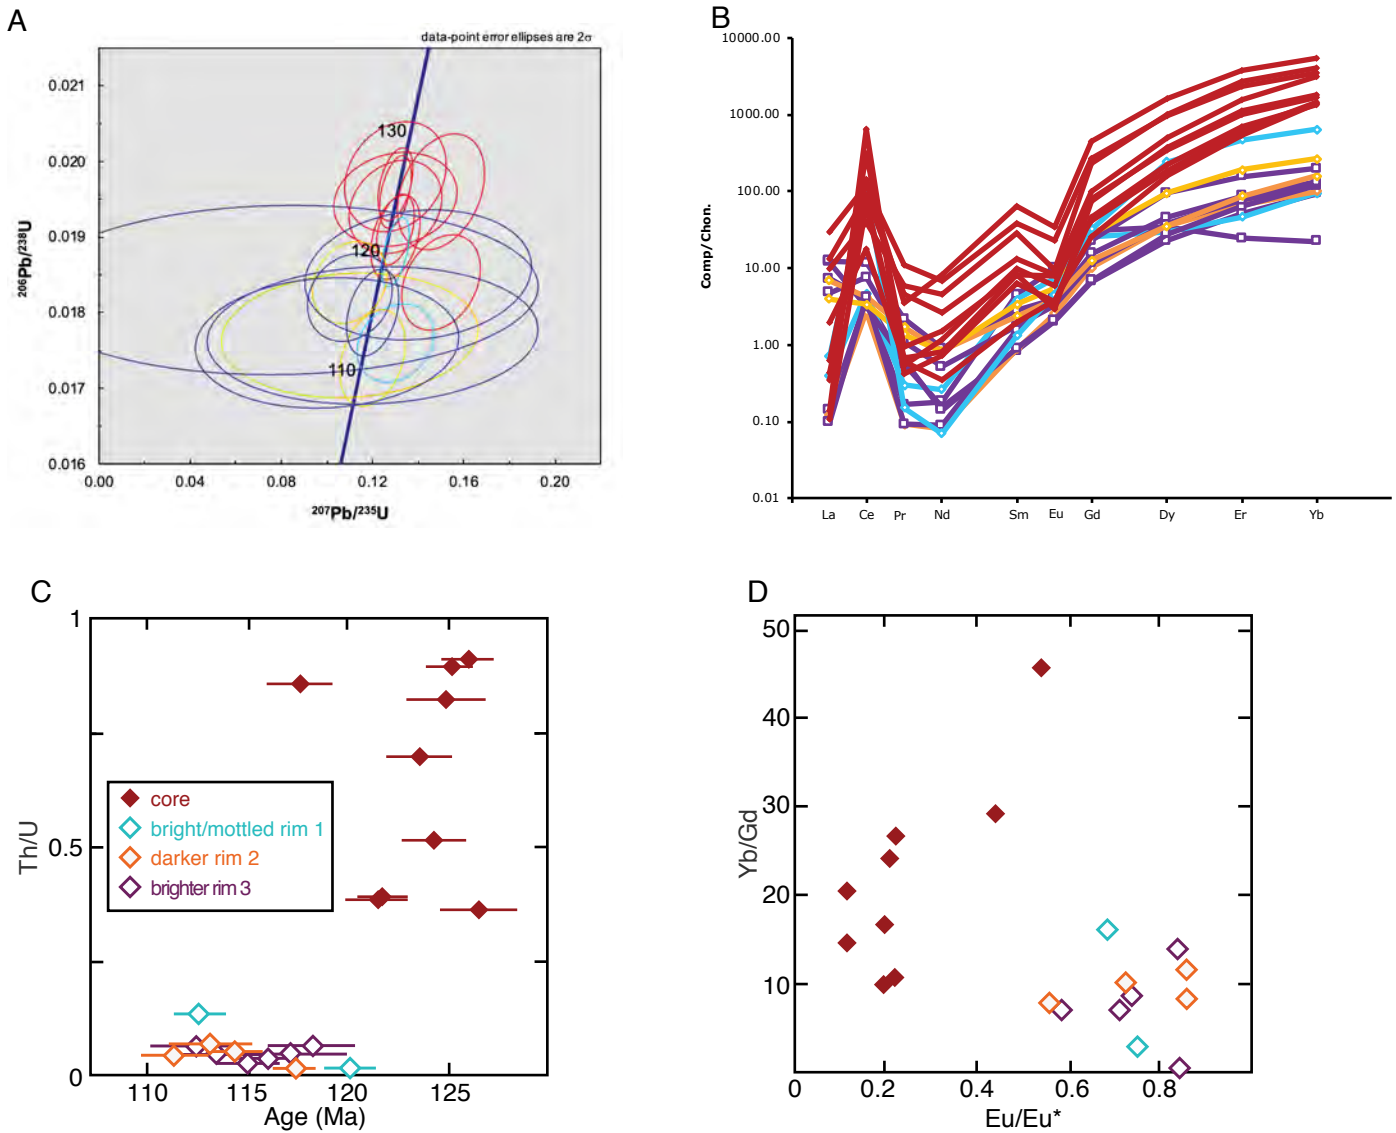 A
data-point error ellipses are 2σ
0.021
0.020
0.019
0.018
0.017
0.016
130
120
110
206Pb/238U
0.00 0.04 0.08 0.12 0.16 0.20
207Pb/235U
B
10000.00
1000.00
100.00
10.00
1.00
0.10
0.01
Comp/ Chon.
La Ce Pr Nd Sm Eu Gd Dy Er Yb
C
1
0.5
0
Th/U
core
bright/mottled rim 1
darker rim 2
brighter rim 3
110 115 120 125
Age (Ma)
D
50
40
30
20
10
Yb/Gd
0 0.2 0.4 0.6 0.8
Eu/Eu*